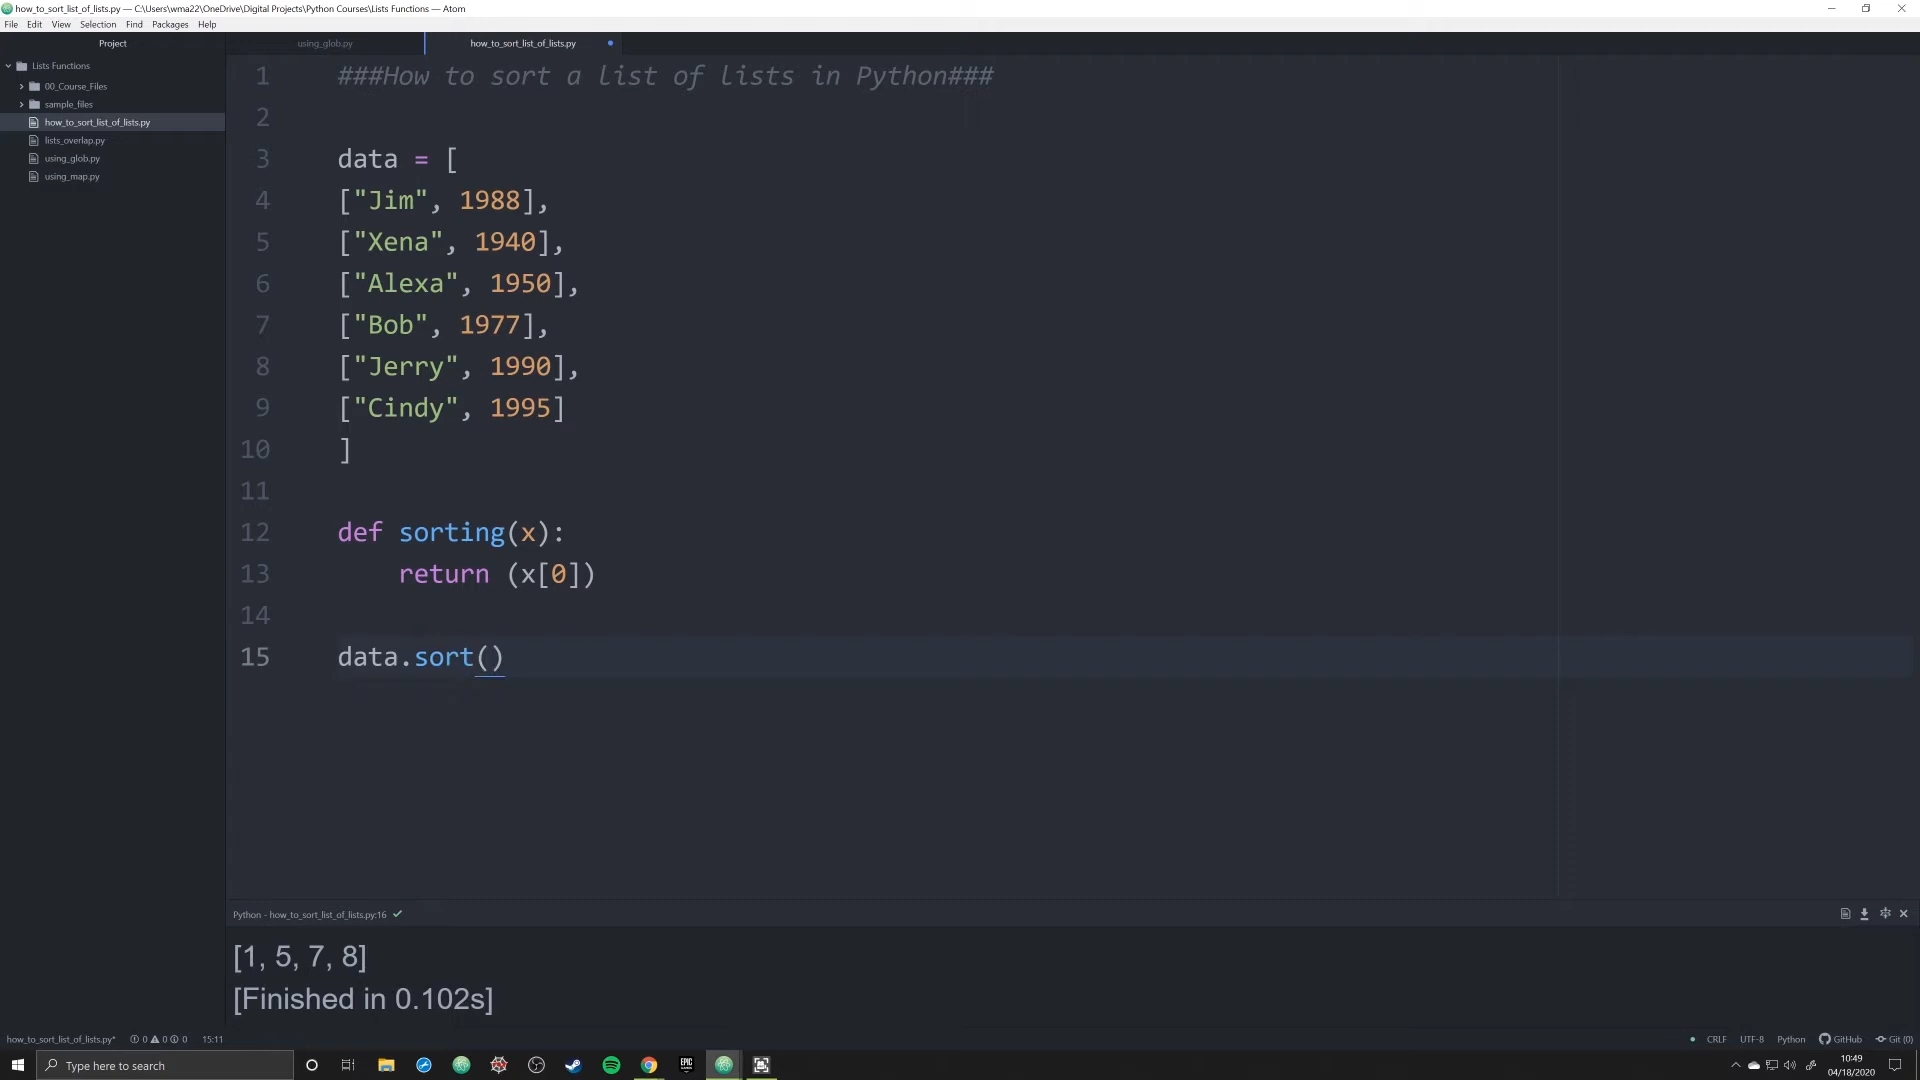 how_to_sort_list_of_lists.py — C:\Users\wma22\OneDrive\Digital Projects\Python Courses\Lists Functions — Atom
File Edit View Selection Find Packages Help
Project
using_glob.py
how_to_sort_list_of_lists.py
Lists Functions
00_Course_Files
sample_files
how_to_sort_list_of_lists.py
lists_overlap.py
using_glob.py
using_map.py
1 ###How to sort a list of lists in Python###
2
3 data = [
4 ["Jim", 1988],
5 ["Xena", 1940],
6 ["Alexa", 1950],
7 ["Bob", 1977],
8 ["Jerry", 1990],
9 ["Cindy", 1995]
10 ]
11
12 def sorting(x):
13     return (x[0])
14
15 data.sort()
Python - how_to_sort_list_of_lists.py:16
[1, 5, 7, 8]
[Finished in 0.102s]
how_to_sort_list_of_lists.py* 0 0 0 15:11
CRLF UTF-8 Python GitHub Git (0)
Type here to search
EPIC GAMES
10:49
04/18/2020